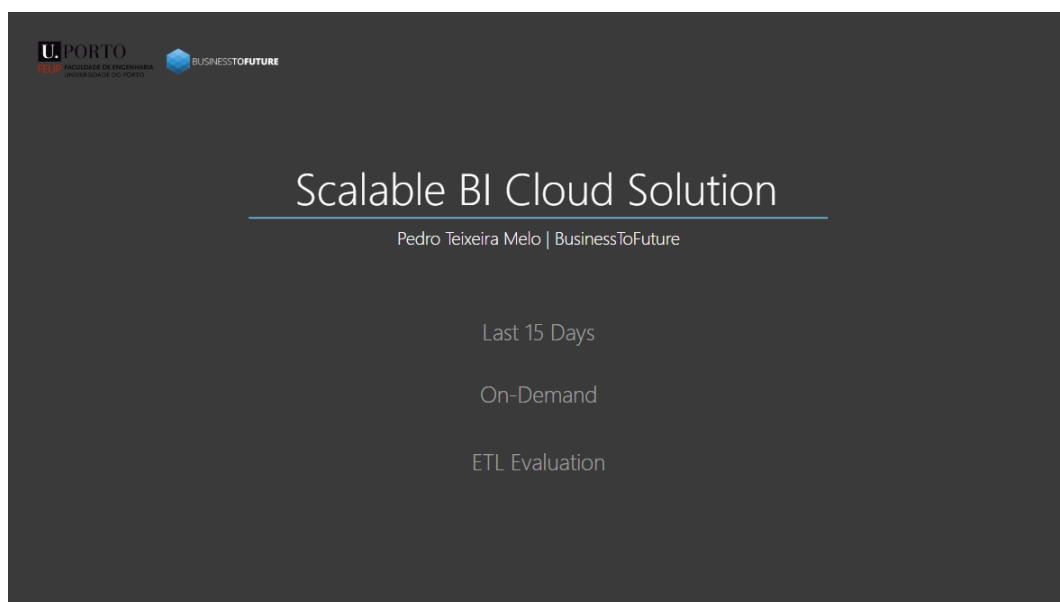 U. PORTO
FEUP FACULDADE DE ENGENHARIA
UNIVERSIDADE DO PORTO
BUSINESSTOFUTURE
Scalable BI Cloud Solution
Pedro Teixeira Melo | BusinessToFuture
Last 15 Days
On-Demand
ETL Evaluation